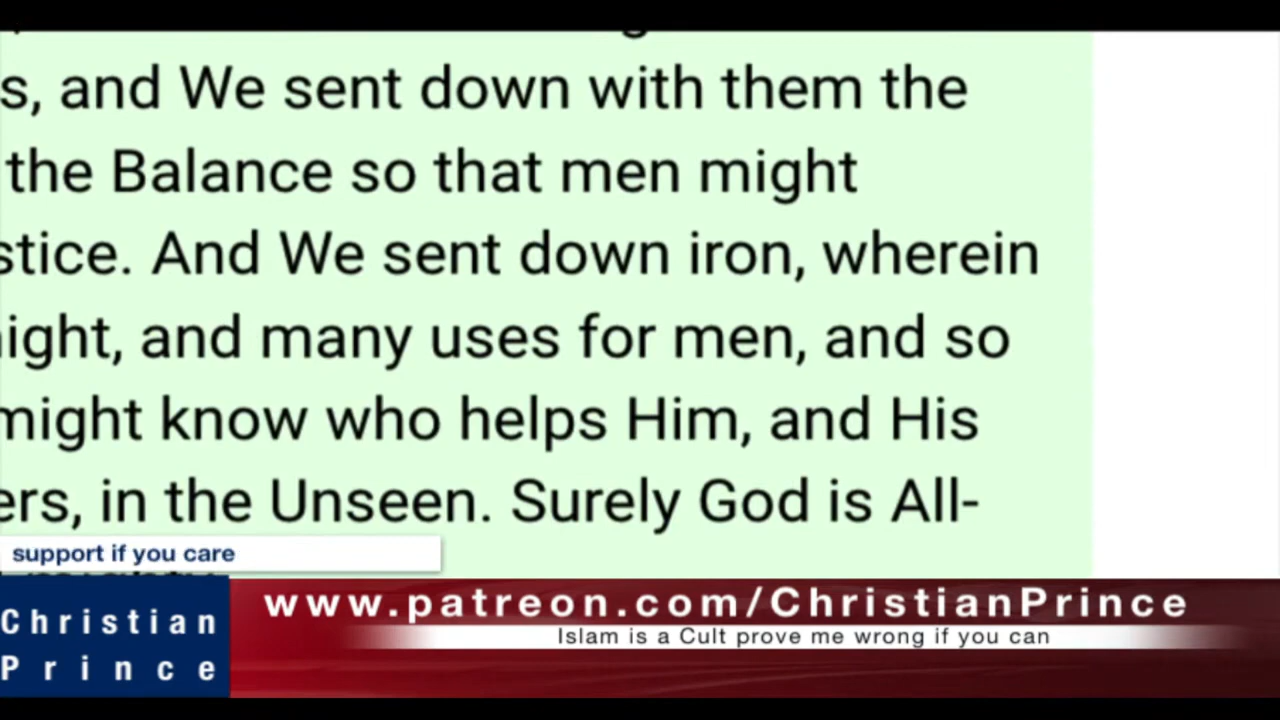 s, and We sent down with them the
the Balance so that men might
stice. And We sent down iron, wherein
ight, and many uses for men, and so
might know who helps Him, and His
ers, in the Unseen. Surely God is All-
support if you care
Christian
Prince
www.patreon.com/ChristianPrince
Islam is a Cult prove me wrong if you can